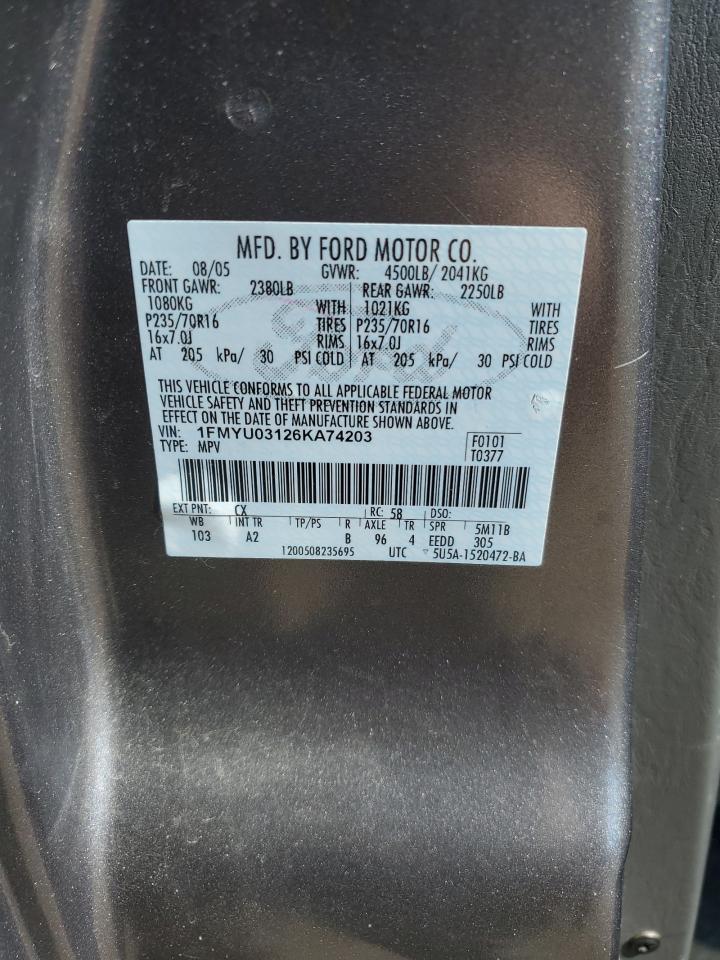 MFD. BY FORD MOTOR CO.
DATE: 08/05 GVWR: 4500LB/ 2041KG
FRONT GAWR: 2380LB REAR GAWR: 2250LB
1080KG WITH 1021KG WITH
P235/70R16 TIRES P235/70R16 TIRES
16x7.0J RIMS 16x7.0J RIMS
AT 205 kPa/ 30 PSI COLD AT 205 kPa/ 30 PSI COLD
Ford
THIS VEHICLE CONFORMS TO ALL APPLICABLE FEDERAL MOTOR
VEHICLE SAFETY AND THEFT PREVENTION STANDARDS IN
EFFECT ON THE DATE OF MANUFACTURE SHOWN ABOVE.
VIN: 1FMYU03126KA74203 F0101
TYPE: MPV T0377
EXT PNT: CX RC: 58 DSO:
WB INT TR TP/PS R AXLE TR SPR 5M11B
103 A2 B 96 4 EEDD 305
1200508235695 UTC 5U5A-1520472-BA